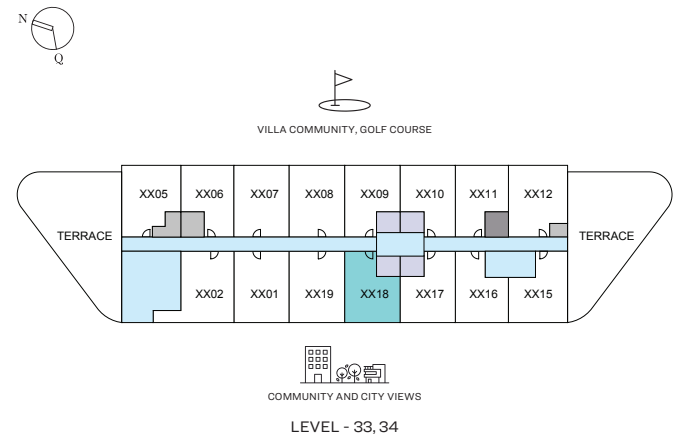 N
Q
VILLA COMMUNITY, GOLF COURSE
XX05 XX06 XX07 XX08 XX09 XX10 XX11 XX12
TERRACE TERRACE
XX02 XX01 XX19 XX18 XX17 XX16 XX15
COMMUNITY AND CITY VIEWS
LEVEL - 33, 34